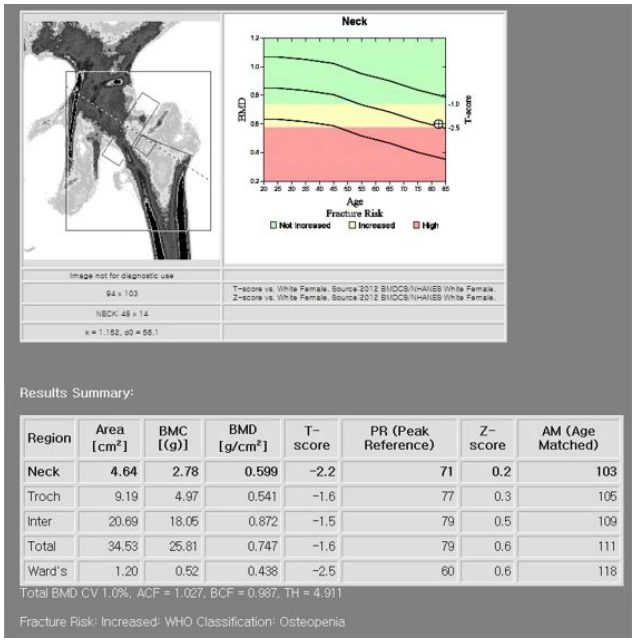 Neck
1.2
1.0
0.8
0.6
0.4
0.2
BMD
-1.0
-2.5
T-score
20 25 30 35 40 45 50 55 60 65 70 75 80 85
Age
Fracture Risk
Not Increased Increased High
Image not for diagnostic use
94 x 103
T-score vs. White Female. Source:2012 BMDCS/NHANES White Female.
Z-score vs. White Female. Source:2012 BMDCS/NHANES White Female.
NECK: 48 x 14
k = 1.152, d0 = 56.1
Results Summary:
Region Area [cm²] BMC [(g)] BMD [g/cm²] T-score PR (Peak Reference) Z-score AM (Age Matched)
Neck 4.64 2.78 0.599 -2.2 71 0.2 103
Troch 9.19 4.97 0.541 -1.6 77 0.3 105
Inter 20.69 18.05 0.872 -1.5 79 0.5 109
Total 34.53 25.81 0.747 -1.6 79 0.6 111
Ward's 1.20 0.52 0.438 -2.5 60 0.6 118
Total BMD CV 1.0%, ACF = 1.027, BCF = 0.987, TH = 4.911
Fracture Risk: Increased: WHO Classification: Osteopenia